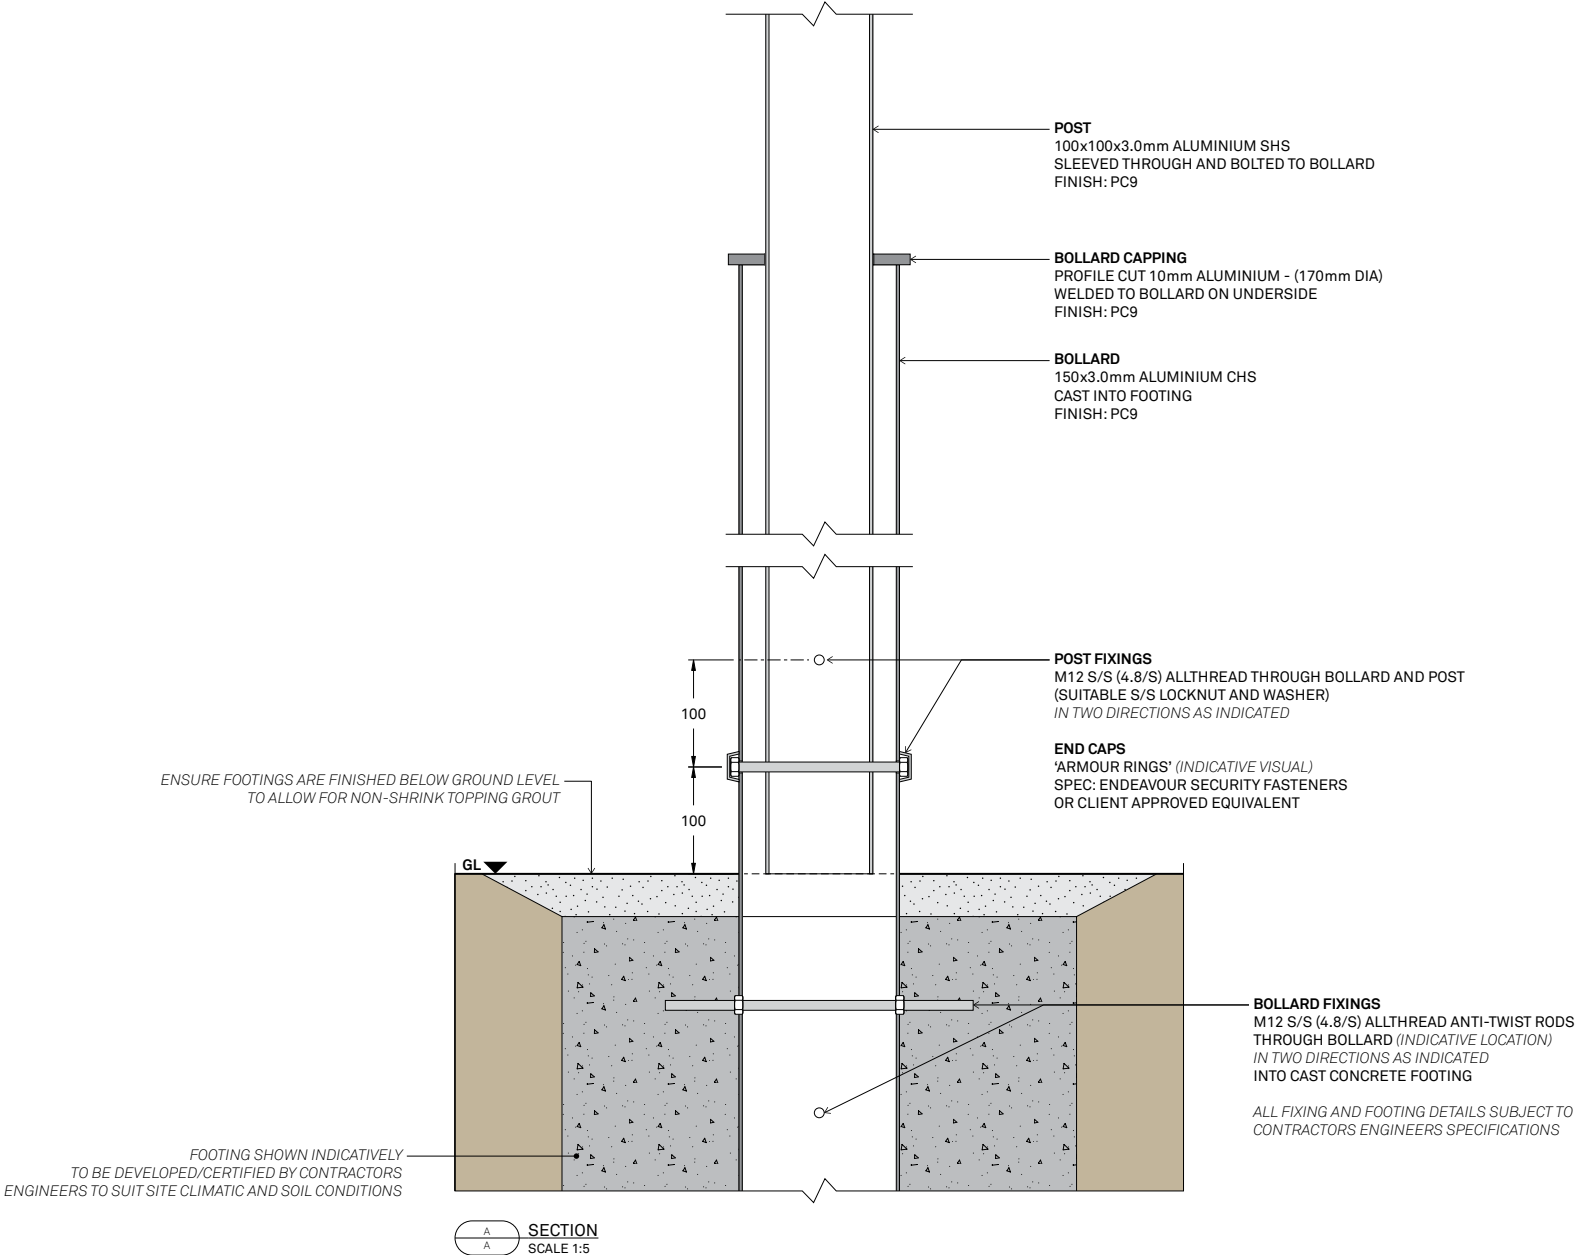 POST
100x100x3.0mm ALUMINIUM SHS
SLEEVED THROUGH AND BOLTED TO BOLLARD
FINISH: PC9
BOLLARD CAPPING
PROFILE CUT 10mm ALUMINIUM - (170mm DIA)
WELDED TO BOLLARD ON UNDERSIDE
FINISH: PC9
BOLLARD
150x3.0mm ALUMINIUM CHS
CAST INTO FOOTING
FINISH: PC9
POST FIXINGS
M12 S/S (4.8/S) ALLTHREAD THROUGH BOLLARD AND POST
(SUITABLE S/S LOCKNUT AND WASHER)
IN TWO DIRECTIONS AS INDICATED
100
END CAPS
'ARMOUR RINGS' (INDICATIVE VISUAL)
SPEC: ENDEAVOUR SECURITY FASTENERS
OR CLIENT APPROVED EQUIVALENT
ENSURE FOOTINGS ARE FINISHED BELOW GROUND LEVEL
TO ALLOW FOR NON-SHRINK TOPPING GROUT
100
GL
BOLLARD FIXINGS
M12 S/S (4.8/S) ALLTHREAD ANTI-TWIST RODS
THROUGH BOLLARD (INDICATIVE LOCATION)
IN TWO DIRECTIONS AS INDICATED
INTO CAST CONCRETE FOOTING
ALL FIXING AND FOOTING DETAILS SUBJECT TO
CONTRACTORS ENGINEERS SPECIFICATIONS
FOOTING SHOWN INDICATIVELY
TO BE DEVELOPED/CERTIFIED BY CONTRACTORS
ENGINEERS TO SUIT SITE CLIMATIC AND SOIL CONDITIONS
A
A
SECTION
SCALE 1:5